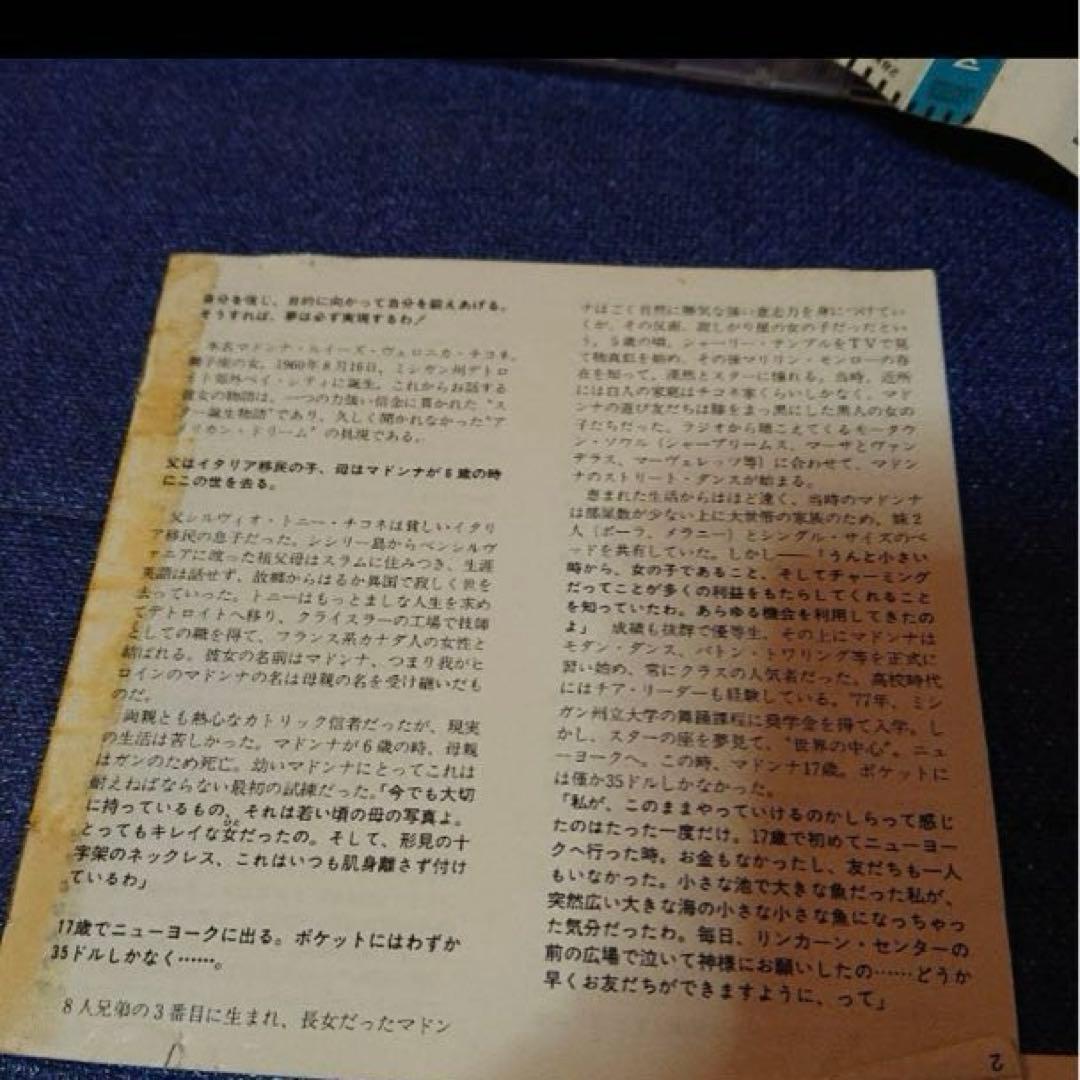 自分を信じ、目的に向かって自分を鍛えあげる。
そうすれば、夢は必ず実現するわ!
本名マドンナ・ルイーズ・ヴェロニカ・チコネ。
獅子座の女。1960年8月16日、ミシガン州デトロ
イト郊外ベイ・シティに誕生。これからお話する
彼女の物語は、一つの力強い信念に貫かれた“ス
ター誕生物語”であり、久しく聞かれなかった“ア
メリカン・ドリーム”の具現である。
父はイタリア移民の子、母はマドンナが6歳の時
にこの世を去る。
父シルヴィオ・トニー・チコネは貧しいイタリ
ア移民の息子だった。シシリー島からペンシルヴ
ァニアに渡った祖父母はスラムに住みつき、生涯
英語は話せず、故郷からはるか異国で寂しく世を
去っていった。トニーはもっとましな人生を求め
てデトロイトへ移り、クライスラーの工場で技師
としての職を得て、フランス系カナダ人の女性と
結ばれる。彼女の名前はマドンナ、つまり我がヒ
ロインのマドンナの名は母親の名を受け継いだも
のだ。
両親とも熱心なカトリック信者だったが、現実
の生活は苦しかった。マドンナが6歳の時、母親
はガンのため死亡。幼いマドンナにとってこれは
耐えねばならない最初の試練だった。「今でも大切
に持っているもの、それは若い頃の母の写真よ。
とってもキレイな女だったの。そして、形見の十
字架のネックレス、これはいつも肌身離さず付け
ているわ」
17歳でニューヨークに出る。ポケットにはわずか
35ドルしかなく……。
8人兄弟の3番目に生まれ、長女だったマドン
ナはごく自然に勝気な強い意志力を身につけてい
くが、その反面、寂しがり屋の女の子だったとい
う。5歳の頃、シャーリー・テンプルをTVで見
て物真似を始め、その後マリリン・モンローの存
在を知って、漠然とスターに憧れる。当時、近所
には白人の家庭はチコネ家くらいしかなく、マド
ンナの遊び友だちは膝をまっ黒にした黒人の女の
子たちだった。ラジオから聴こえてくるモータウ
ン・ソウル(シャープリームス、マーサとヴァン
デラス、マーヴェレッツ等)に合わせて、マドン
ナのストリート・ダンスが始まる。
恵まれた生活からはほど遠く、当時のマドンナ
は部屋数が少ない上に大世帯の家族のため、妹2
人(ポーラ、メラニー)とシングル・サイズのベ
ッドを共有していた。しかし――「うんと小さい
時から、女の子であること、そしてチャーミング
だってことが多くの利益をもたらしてくれること
を知っていたわ。あらゆる機会を利用してきたの
よ」 成績も抜群で優等生、その上にマドンナは
モダン・ダンス、バトン・トワリング等を正式に
習い始め、常にクラスの人気者だった。高校時代
にはチア・リーダーも経験している。'77年、ミシ
ガン州立大学の舞踊課程に奨学金を得て入学。し
かし、スターの座を夢見て、“世界の中心”、ニュ
ーヨークへ。この時、マドンナ17歳。ポケットに
は僅か35ドルしかなかった。
「私が、このままやっていけるのかしらって感じ
たのはたった一度だけ。17歳で初めてニューヨー
クへ行った時。お金もなかったし、友だちも一人
もいなかった。小さな池で大きな魚だった私が、
突然広い大きな海の小さな小さな魚になっちゃっ
た気分だったわ。毎日、リンカーン・センターの
前の広場で泣いて神様にお願いしたの……どうか
早くお友だちができますように、って」
2